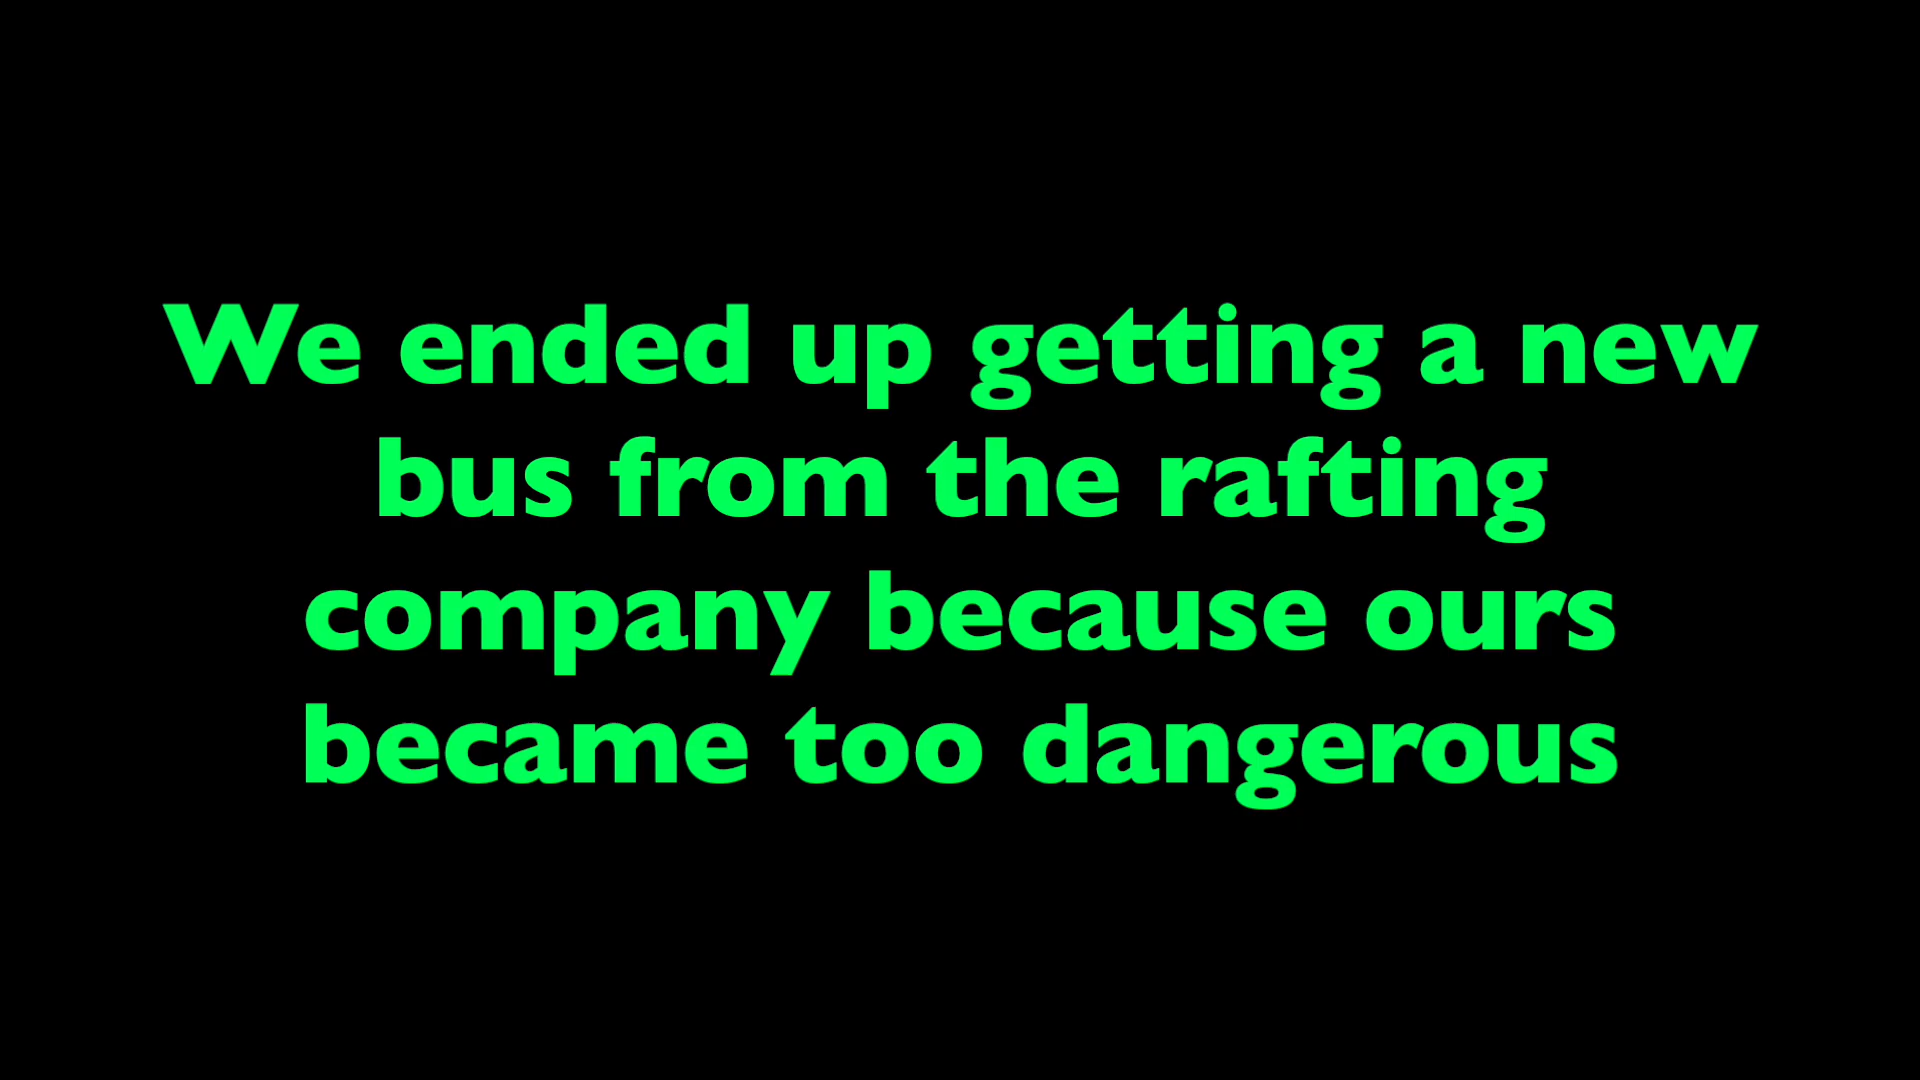 We ended up getting a new
bus from the rafting
company because ours
became too dangerous